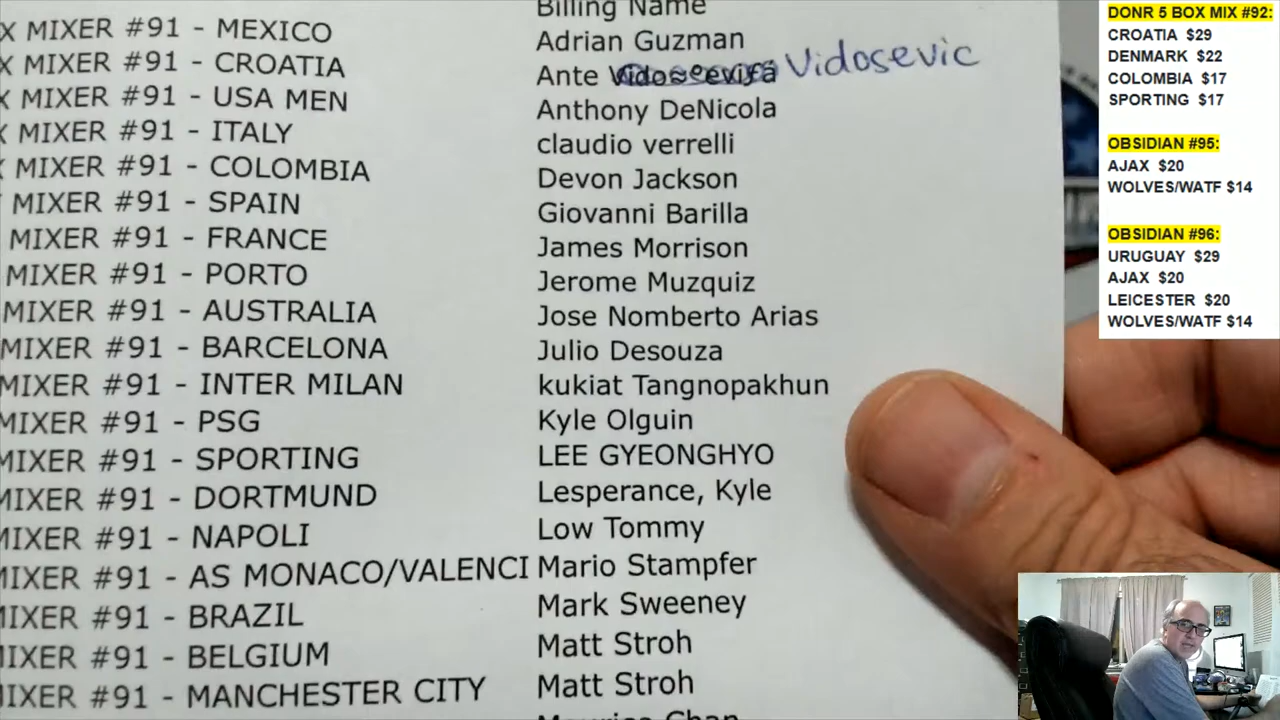 Billing Name
X MIXER #91 - MEXICO Adrian Guzman
X MIXER #91 - CROATIA Ante Vidosevic
X MIXER #91 - USA MEN Anthony DeNicola
X MIXER #91 - ITALY claudio verrelli
X MIXER #91 - COLOMBIA Devon Jackson
MIXER #91 - SPAIN Giovanni Barilla
MIXER #91 - FRANCE James Morrison
MIXER #91 - PORTO Jerome Muzquiz
MIXER #91 - AUSTRALIA Jose Nomberto Arias
MIXER #91 - BARCELONA Julio Desouza
MIXER #91 - INTER MILAN kukiat Tangnopakhun
MIXER #91 - PSG Kyle Olguin
MIXER #91 - SPORTING LEE GYEONGHYO
MIXER #91 - DORTMUND Lesperance, Kyle
MIXER #91 - NAPOLI Low Tommy
MIXER #91 - AS MONACO/VALENCI Mario Stampfer
MIXER #91 - BRAZIL Mark Sweeney
MIXER #91 - BELGIUM Matt Stroh
MIXER #91 - MANCHESTER CITY Matt Stroh
DONR 5 BOX MIX #92:
CROATIA $29
DENMARK $22
COLOMBIA $17
SPORTING $17
OBSIDIAN #95:
AJAX $20
WOLVES/WATF $14
OBSIDIAN #96:
URUGUAY $29
AJAX $20
LEICESTER $20
WOLVES/WATF $14